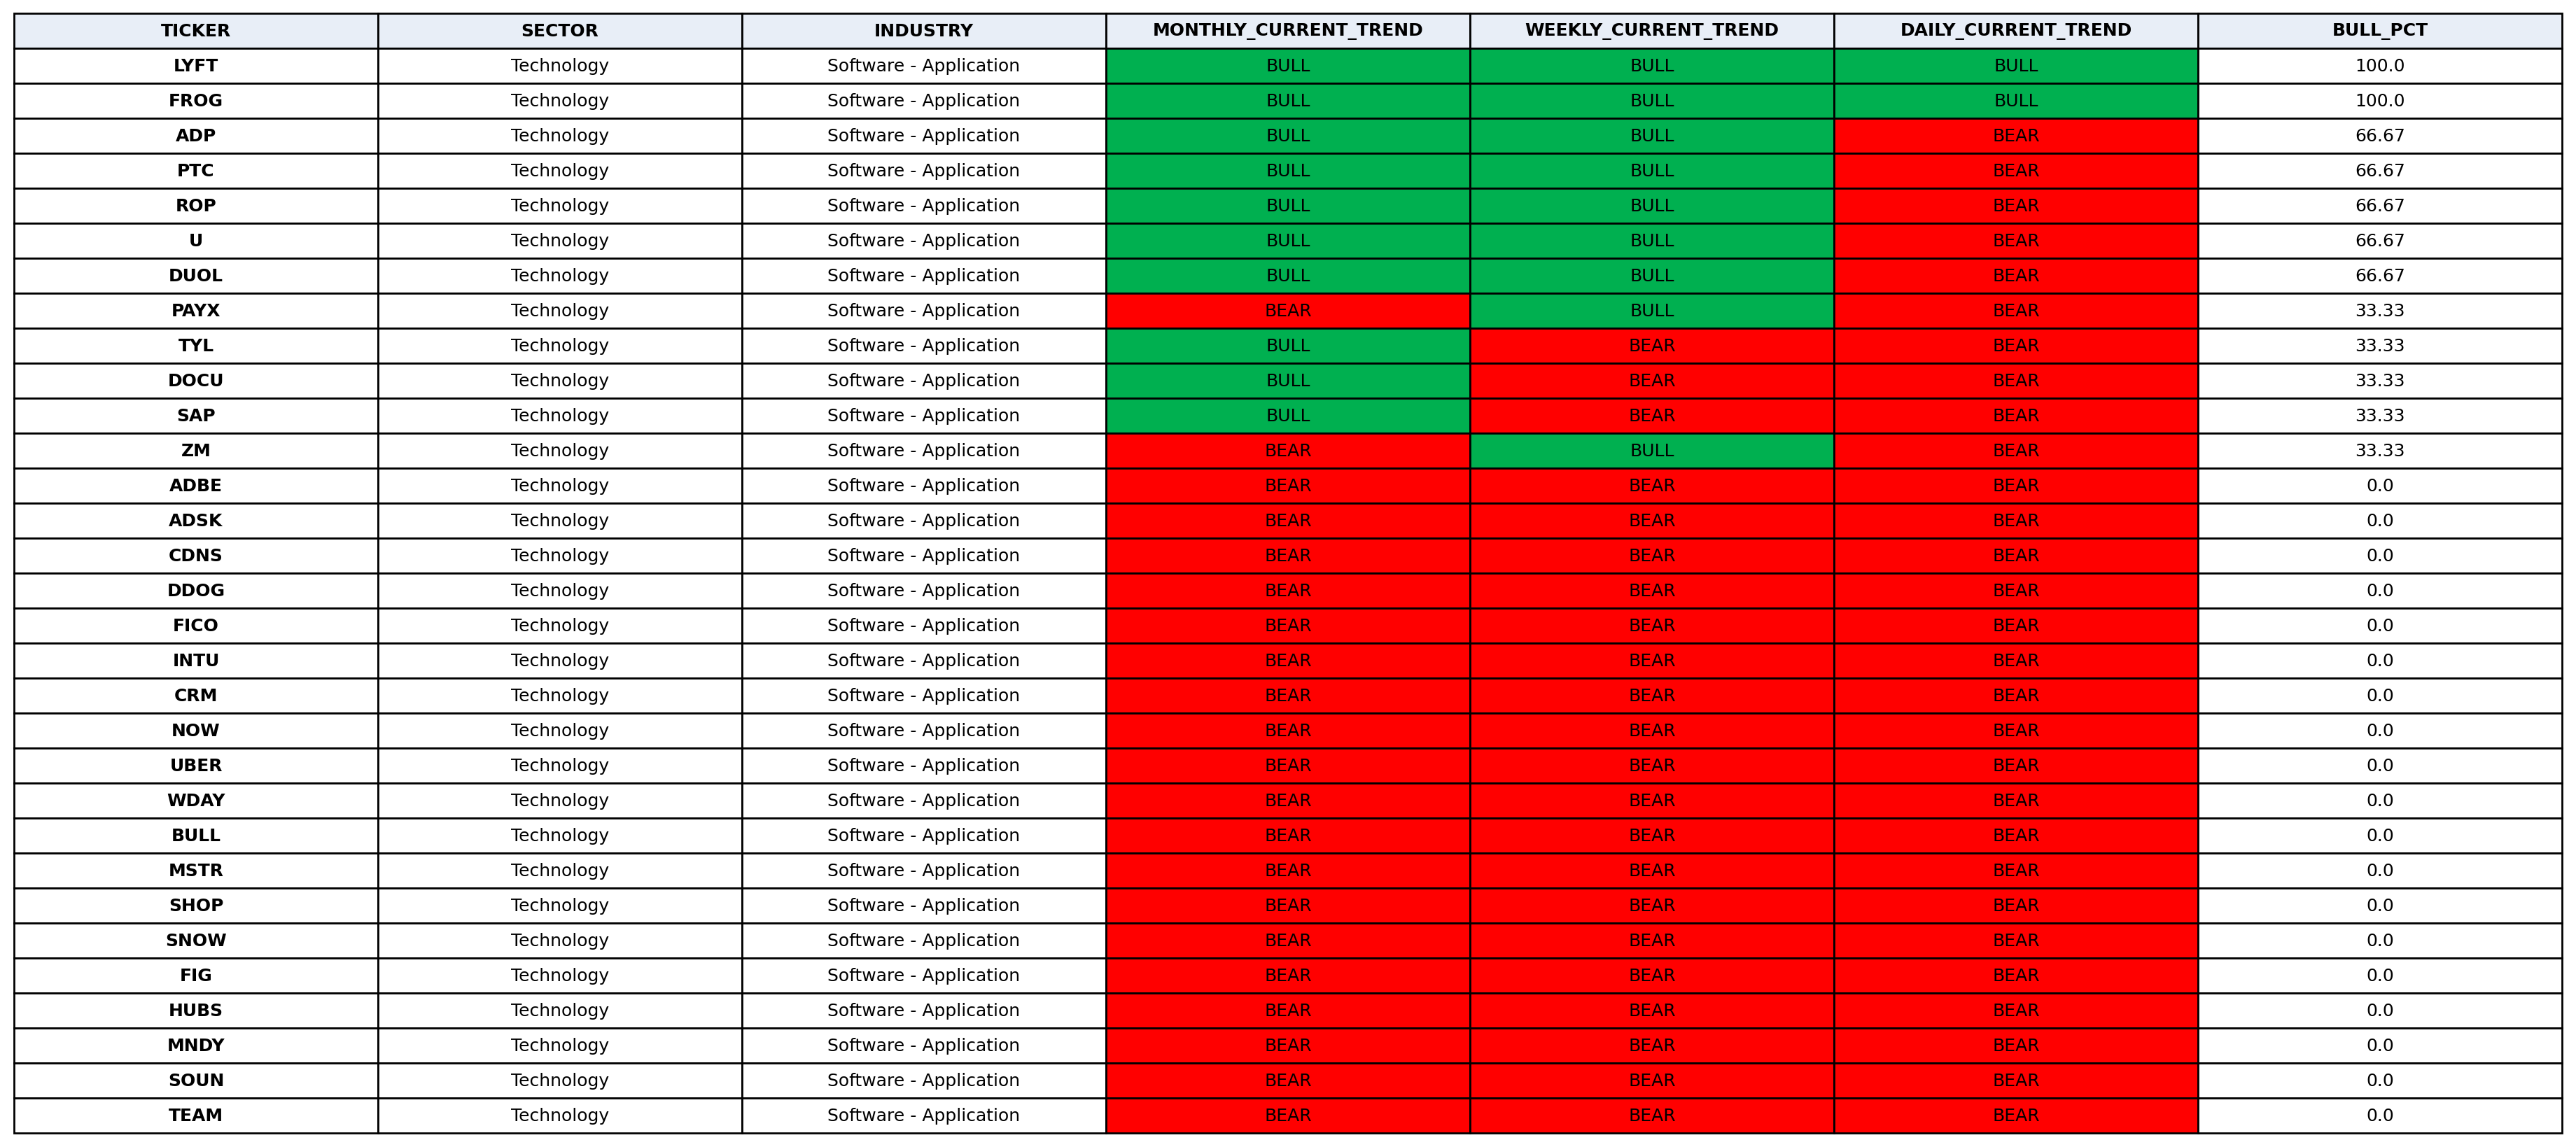 TICKER SECTOR INDUSTRY MONTHLY_CURRENT_TREND WEEKLY_CURRENT_TREND DAILY_CURRENT_TREND BULL_PCT
LYFT Technology Software - Application BULL BULL BULL 100.0
FROG Technology Software - Application BULL BULL BULL 100.0
ADP Technology Software - Application BULL BULL BEAR 66.67
PTC Technology Software - Application BULL BULL BEAR 66.67
ROP Technology Software - Application BULL BULL BEAR 66.67
U Technology Software - Application BULL BULL BEAR 66.67
DUOL Technology Software - Application BULL BULL BEAR 66.67
PAYX Technology Software - Application BEAR BULL BEAR 33.33
TYL Technology Software - Application BULL BEAR BEAR 33.33
DOCU Technology Software - Application BULL BEAR BEAR 33.33
SAP Technology Software - Application BULL BEAR BEAR 33.33
ZM Technology Software - Application BEAR BULL BEAR 33.33
ADBE Technology Software - Application BEAR BEAR BEAR 0.0
ADSK Technology Software - Application BEAR BEAR BEAR 0.0
CDNS Technology Software - Application BEAR BEAR BEAR 0.0
DDOG Technology Software - Application BEAR BEAR BEAR 0.0
FICO Technology Software - Application BEAR BEAR BEAR 0.0
INTU Technology Software - Application BEAR BEAR BEAR 0.0
CRM Technology Software - Application BEAR BEAR BEAR 0.0
NOW Technology Software - Application BEAR BEAR BEAR 0.0
UBER Technology Software - Application BEAR BEAR BEAR 0.0
WDAY Technology Software - Application BEAR BEAR BEAR 0.0
BULL Technology Software - Application BEAR BEAR BEAR 0.0
MSTR Technology Software - Application BEAR BEAR BEAR 0.0
SHOP Technology Software - Application BEAR BEAR BEAR 0.0
SNOW Technology Software - Application BEAR BEAR BEAR 0.0
FIG Technology Software - Application BEAR BEAR BEAR 0.0
HUBS Technology Software - Application BEAR BEAR BEAR 0.0
MNDY Technology Software - Application BEAR BEAR BEAR 0.0
SOUN Technology Software - Application BEAR BEAR BEAR 0.0
TEAM Technology Software - Application BEAR BEAR BEAR 0.0